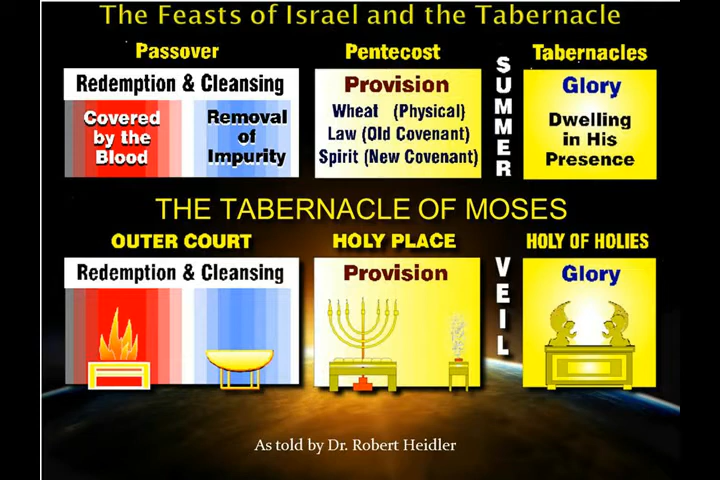 The Feasts of Israel and the Tabernacle
Passover
Redemption & Cleansing
Covered
by the
Blood
Removal
of
Impurity
Pentecost
Provision
Wheat (Physical)
Law (Old Covenant)
Spirit (New Covenant)
SUMMER
Tabernacles
Glory
Dwelling
in His
Presence
THE TABERNACLE OF MOSES
OUTER COURT
Redemption & Cleansing
HOLY PLACE
Provision
VEIL
HOLY OF HOLIES
Glory
As told by Dr. Robert Heidler